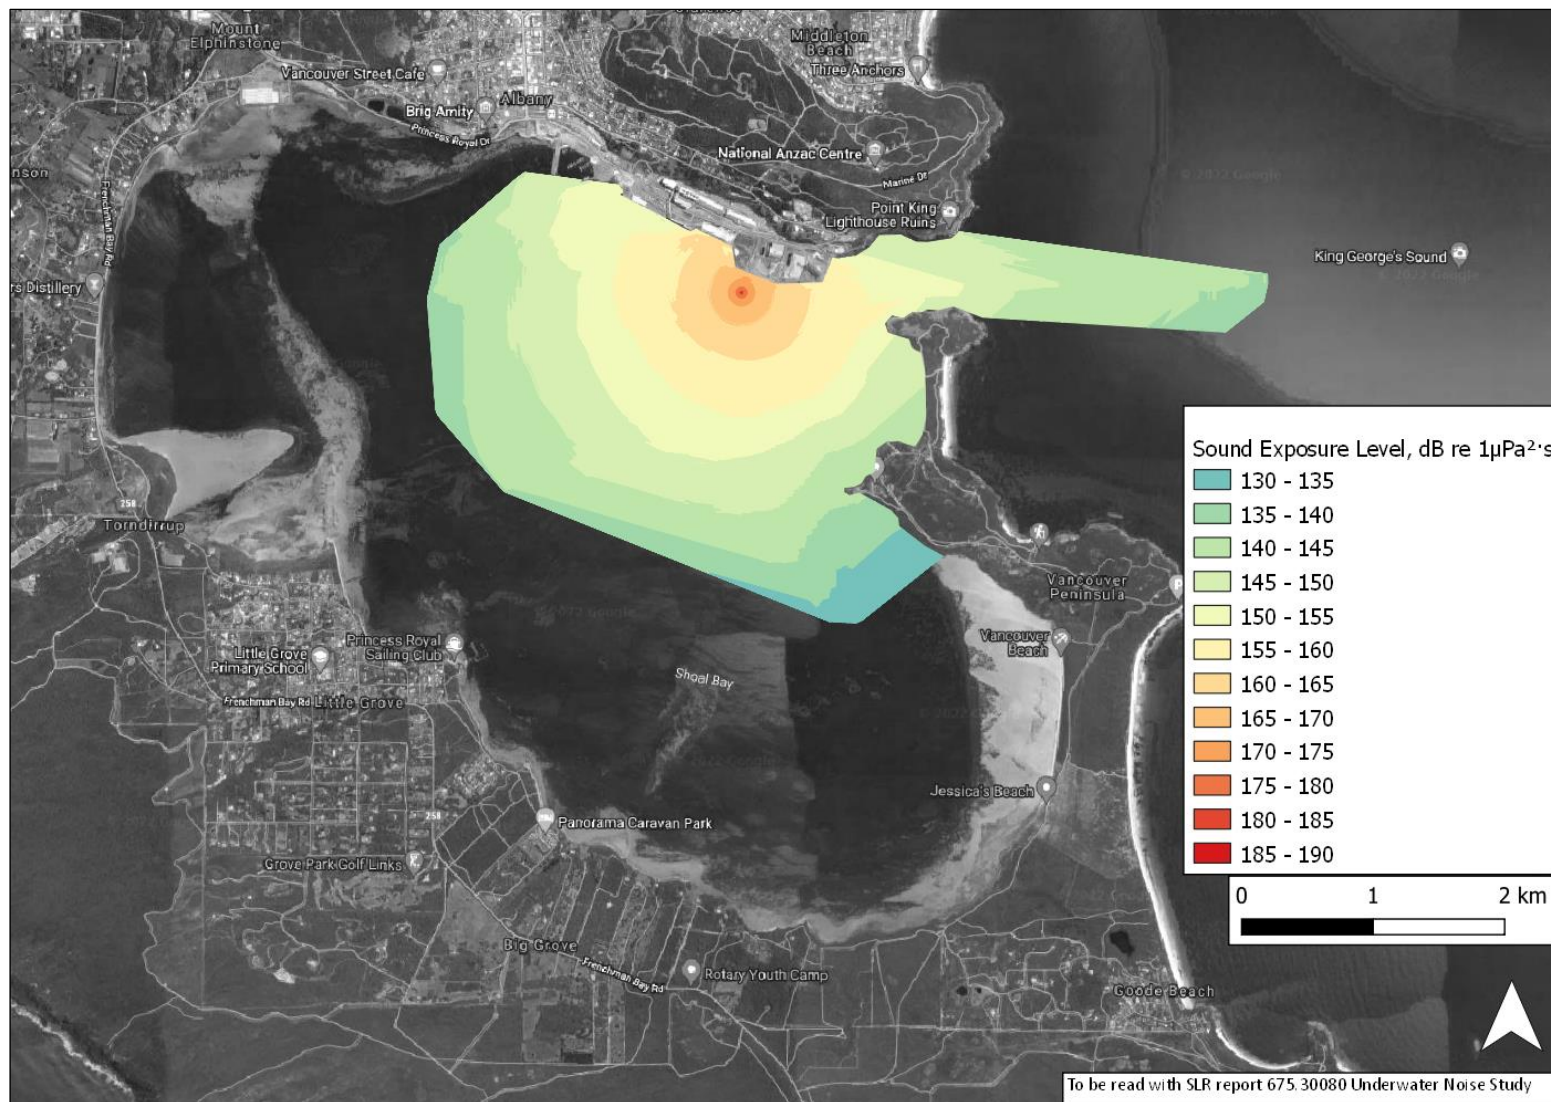 Mount
Elphinstone
Middleton
Beach
Three Anchors
Vancouver Street Cafe
Albany
Brig Amity
Princess Royal Dr
National Anzac Centre
Marine Dr
nson
Frenchman Bay Rd
Point King
Lighthouse Ruins
© 2022 Google
King George's Sound
rs Distillery
258
Torndirrup
Vancouver
Peninsula
Vancouver
Beach
Princess Royal
Sailing Club
Little Grove
Primary School
Frenchman Bay Rd
Little Grove
Shoal Bay
Jessica's Beach
258
Panorama Caravan Park
Grove Park Golf Links
Big Grove
Frenchman Bay Rd
Rotary Youth Camp
Goode Beach
Sound Exposure Level, dB re 1µPa²·s
130 - 135
135 - 140
140 - 145
145 - 150
150 - 155
155 - 160
160 - 165
165 - 170
170 - 175
175 - 180
180 - 185
185 - 190
0 1 2 km
To be read with SLR report 675.30080 Underwater Noise Study